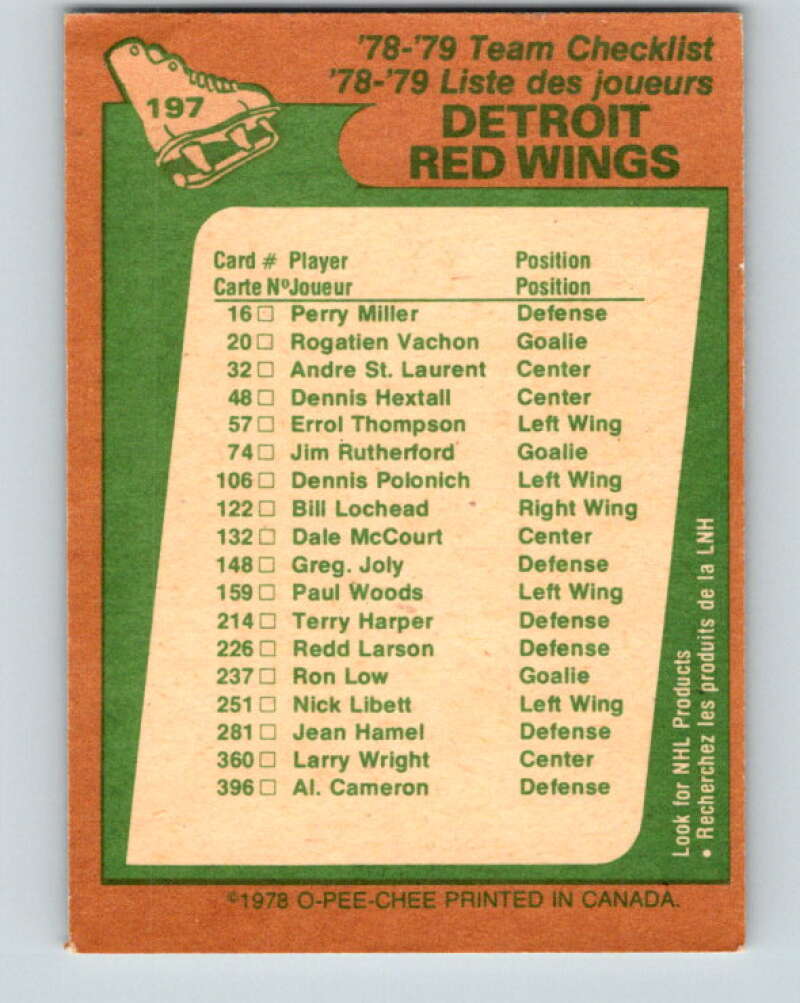 197
'78-'79 Team Checklist
'78-'79 Liste des joueurs
DETROIT
RED WINGS
Card # Player Position
Carte Nº Joueur Position
16 □ Perry Miller Defense
20 □ Rogatien Vachon Goalie
32 □ Andre St. Laurent Center
48 □ Dennis Hextall Center
57 □ Errol Thompson Left Wing
74 □ Jim Rutherford Goalie
106 □ Dennis Polonich Left Wing
122 □ Bill Lochead Right Wing
132 □ Dale McCourt Center
148 □ Greg. Joly Defense
159 □ Paul Woods Left Wing
214 □ Terry Harper Defense
226 □ Redd Larson Defense
237 □ Ron Low Goalie
251 □ Nick Libett Left Wing
281 □ Jean Hamel Defense
360 □ Larry Wright Center
396 □ Al. Cameron Defense
Look for NHL Products
• Recherchez les produits de la LNH
©1978 O-PEE-CHEE PRINTED IN CANADA.